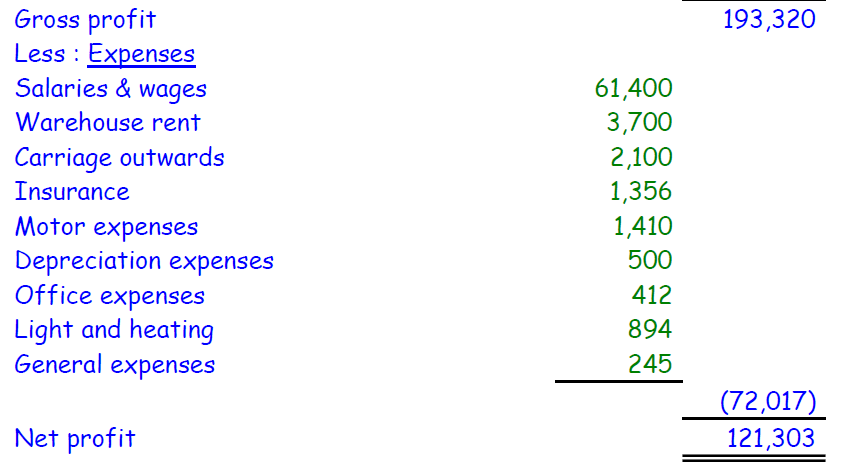 Gross profit 193,320
Less : Expenses
Salaries & wages 61,400
Warehouse rent 3,700
Carriage outwards 2,100
Insurance 1,356
Motor expenses 1,410
Depreciation expenses 500
Office expenses 412
Light and heating 894
General expenses 245
(72,017)
Net profit 121,303